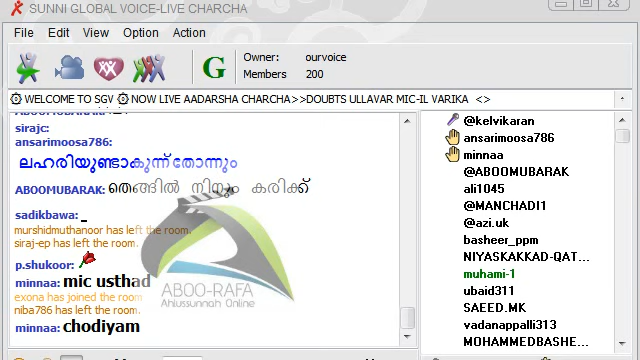 SUNNI GLOBAL VOICE-LIVE CHARCHA
File Edit View Option Action
G
Owner: ourvoice
Members 200
WELCOME TO SGV NOW LIVE AADARSHA CHARCHA>>DOUBTS ULLAVAR MIC-IL VARIKA <>
sirajc:
ansarimoosa786:
ലഹരിയുണ്ടാകുന്ന് തോന്നും
ABOOMUBARAK: തെങ്ങിൽ നിന്നും കരിക്ക്
sadikbawa: _
murshidmuthanoor has left the room.
siraj-ep has left the room.
p.shukoor:
minnaa: mic usthad
exona has joined the room
niba786 has left the room.
minnaa: chodiyam
ABOO-RAFA
Ahlussunnah Online
@kelvikaran
ansarimoosa786
minnaa
@ABOOMUBARAK
ali1045
@MANCHADI1
@azi.uk
basheer_ppm
NIYASKAKKAD-QAT...
muhami-1
ubaid311
SAEED.MK
vadanappalli313
MOHAMMEDBASHE...